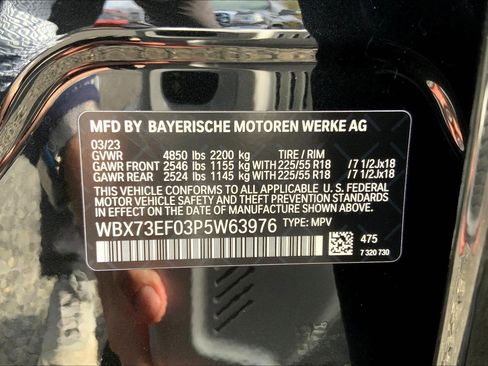 MFD BY BAYERISCHE MOTOREN WERKE AG
03/23
GVWR 4850 lbs 2200 kg TIRE / RIM
GAWR FRONT 2546 lbs 1155 kg WITH 225/55 R18 /7 1/2Jx18
GAWR REAR 2524 lbs 1145 kg WITH 225/55 R18 /7 1/2Jx18
THIS VEHICLE CONFORMS TO ALL APPLICABLE U. S. FEDERAL
MOTOR VEHICLE SAFETY AND THEFT PREVENTION STANDARDS
IN EFFECT ON THE DATE OF MANUFACTURE SHOWN ABOVE.
WBX73EF03P5W63976 TYPE: MPV
475
7 320 730